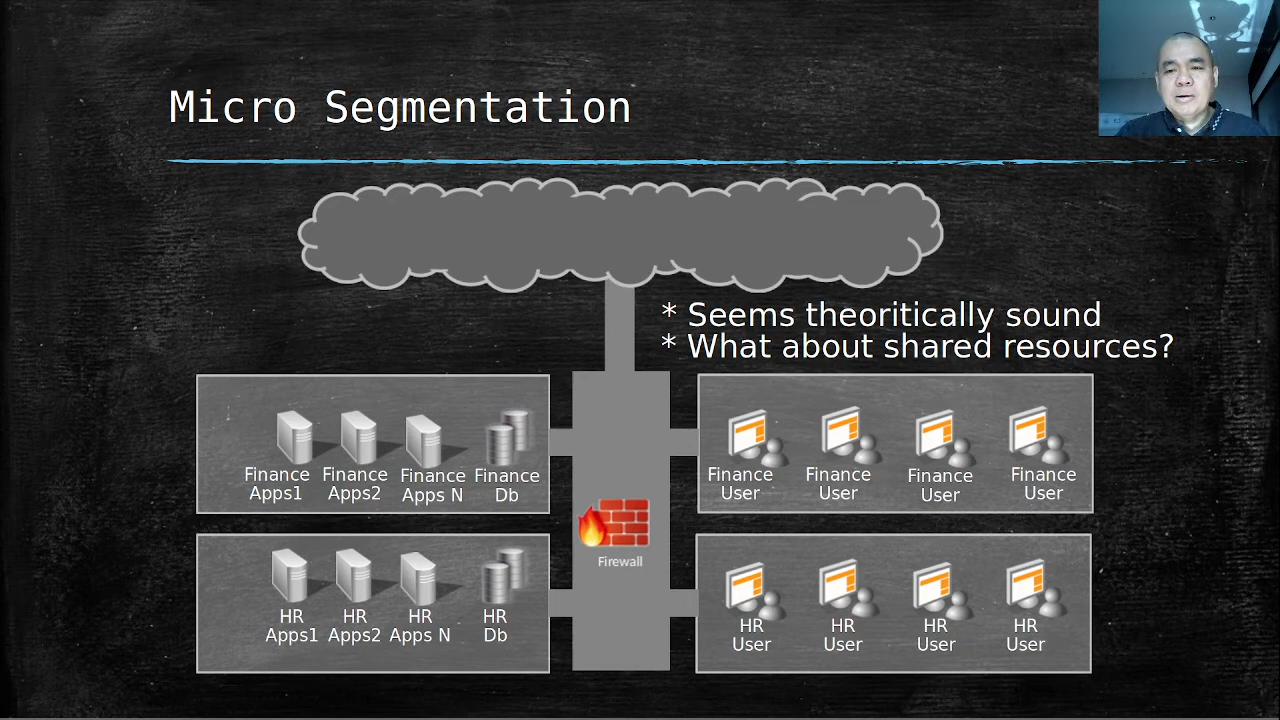 Micro Segmentation
* Seems theoritically sound
* What about shared resources?
Finance Apps1
Finance Apps2
Finance Apps N
Finance Db
Finance User
Finance User
Finance User
Finance User
Firewall
HR Apps1
HR Apps2
HR Apps N
HR Db
HR User
HR User
HR User
HR User